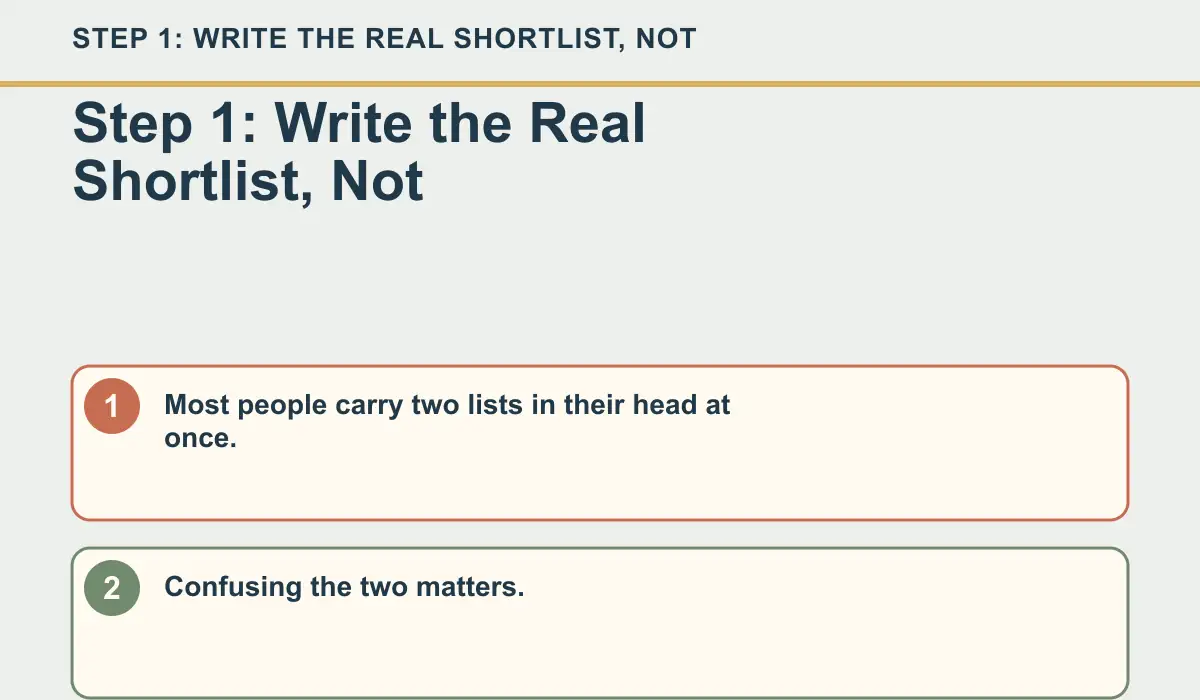 STEP 1: WRITE THE REAL SHORTLIST, NOT
Step 1: Write the Real
Shortlist, Not
1
Most people carry two lists in their head at
once.
2
Confusing the two matters.